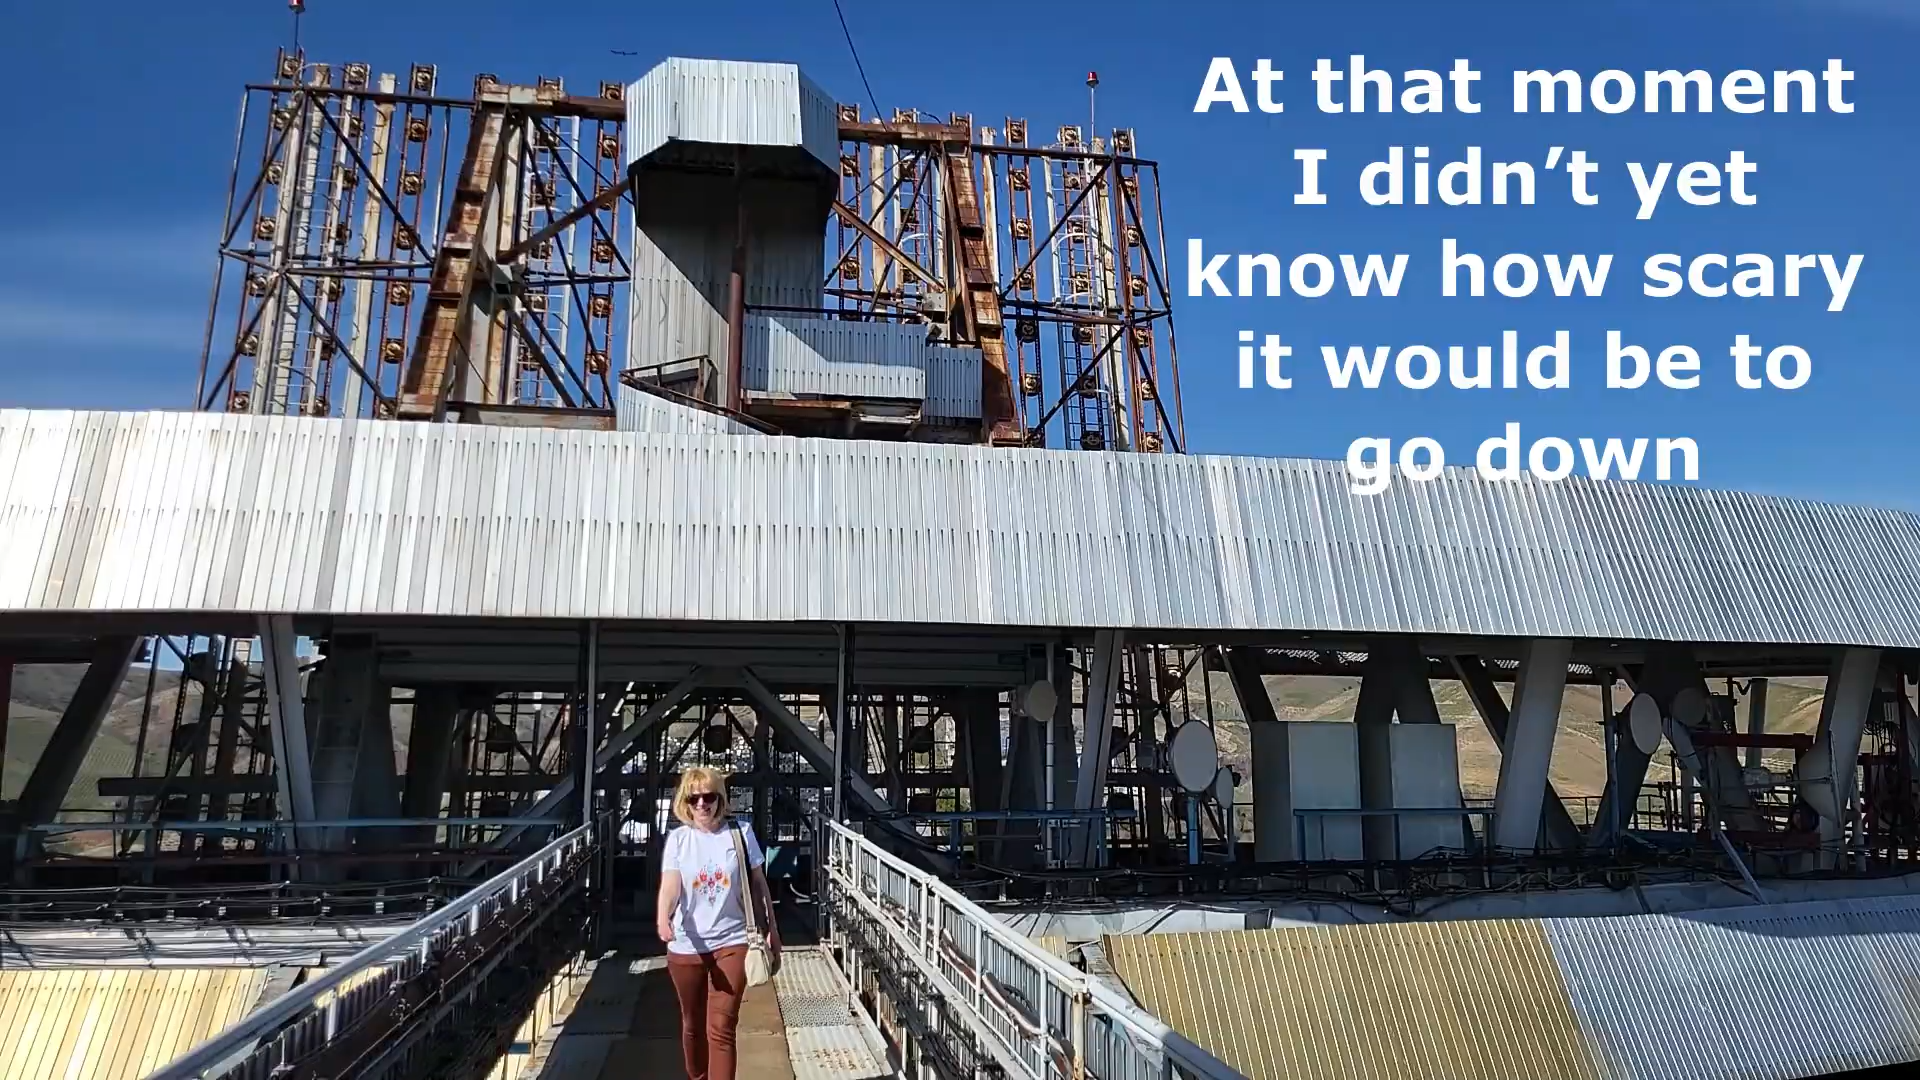 At that moment
I didn’t yet
know how scary
it would be to
go down